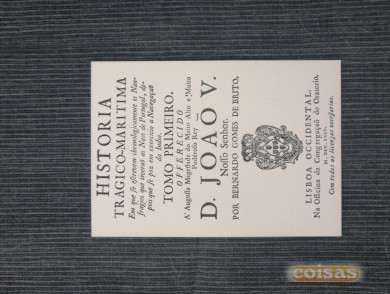 HISTORIA
TRAGICO-MARITIMA
Em que se escrevem chronologicamente os Nau-
fragios que tiveraõ as Naos de Portugal, de-
pois que se poz em exercicio a Navegaçaõ
da India.
TOMO PRIMEIRO.
OFFERECIDO
A' Augusta Magestade do Muito Alto e Muito
Poderoso Rey
D. JOAÕ V.
Nosso Senhor.
POR BERNARDO GOMES DE BRITO.
LISBOA OCCIDENTAL,
Na Officina da Congregaçaõ do Oratorio.
Com todas as licenças necessarias.
coisas